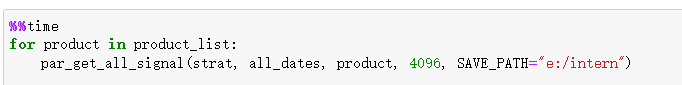 %%time
for product in product_list:
    par_get_all_signal(strat, all_dates, product, 4096, SAVE_PATH="e:/intern")